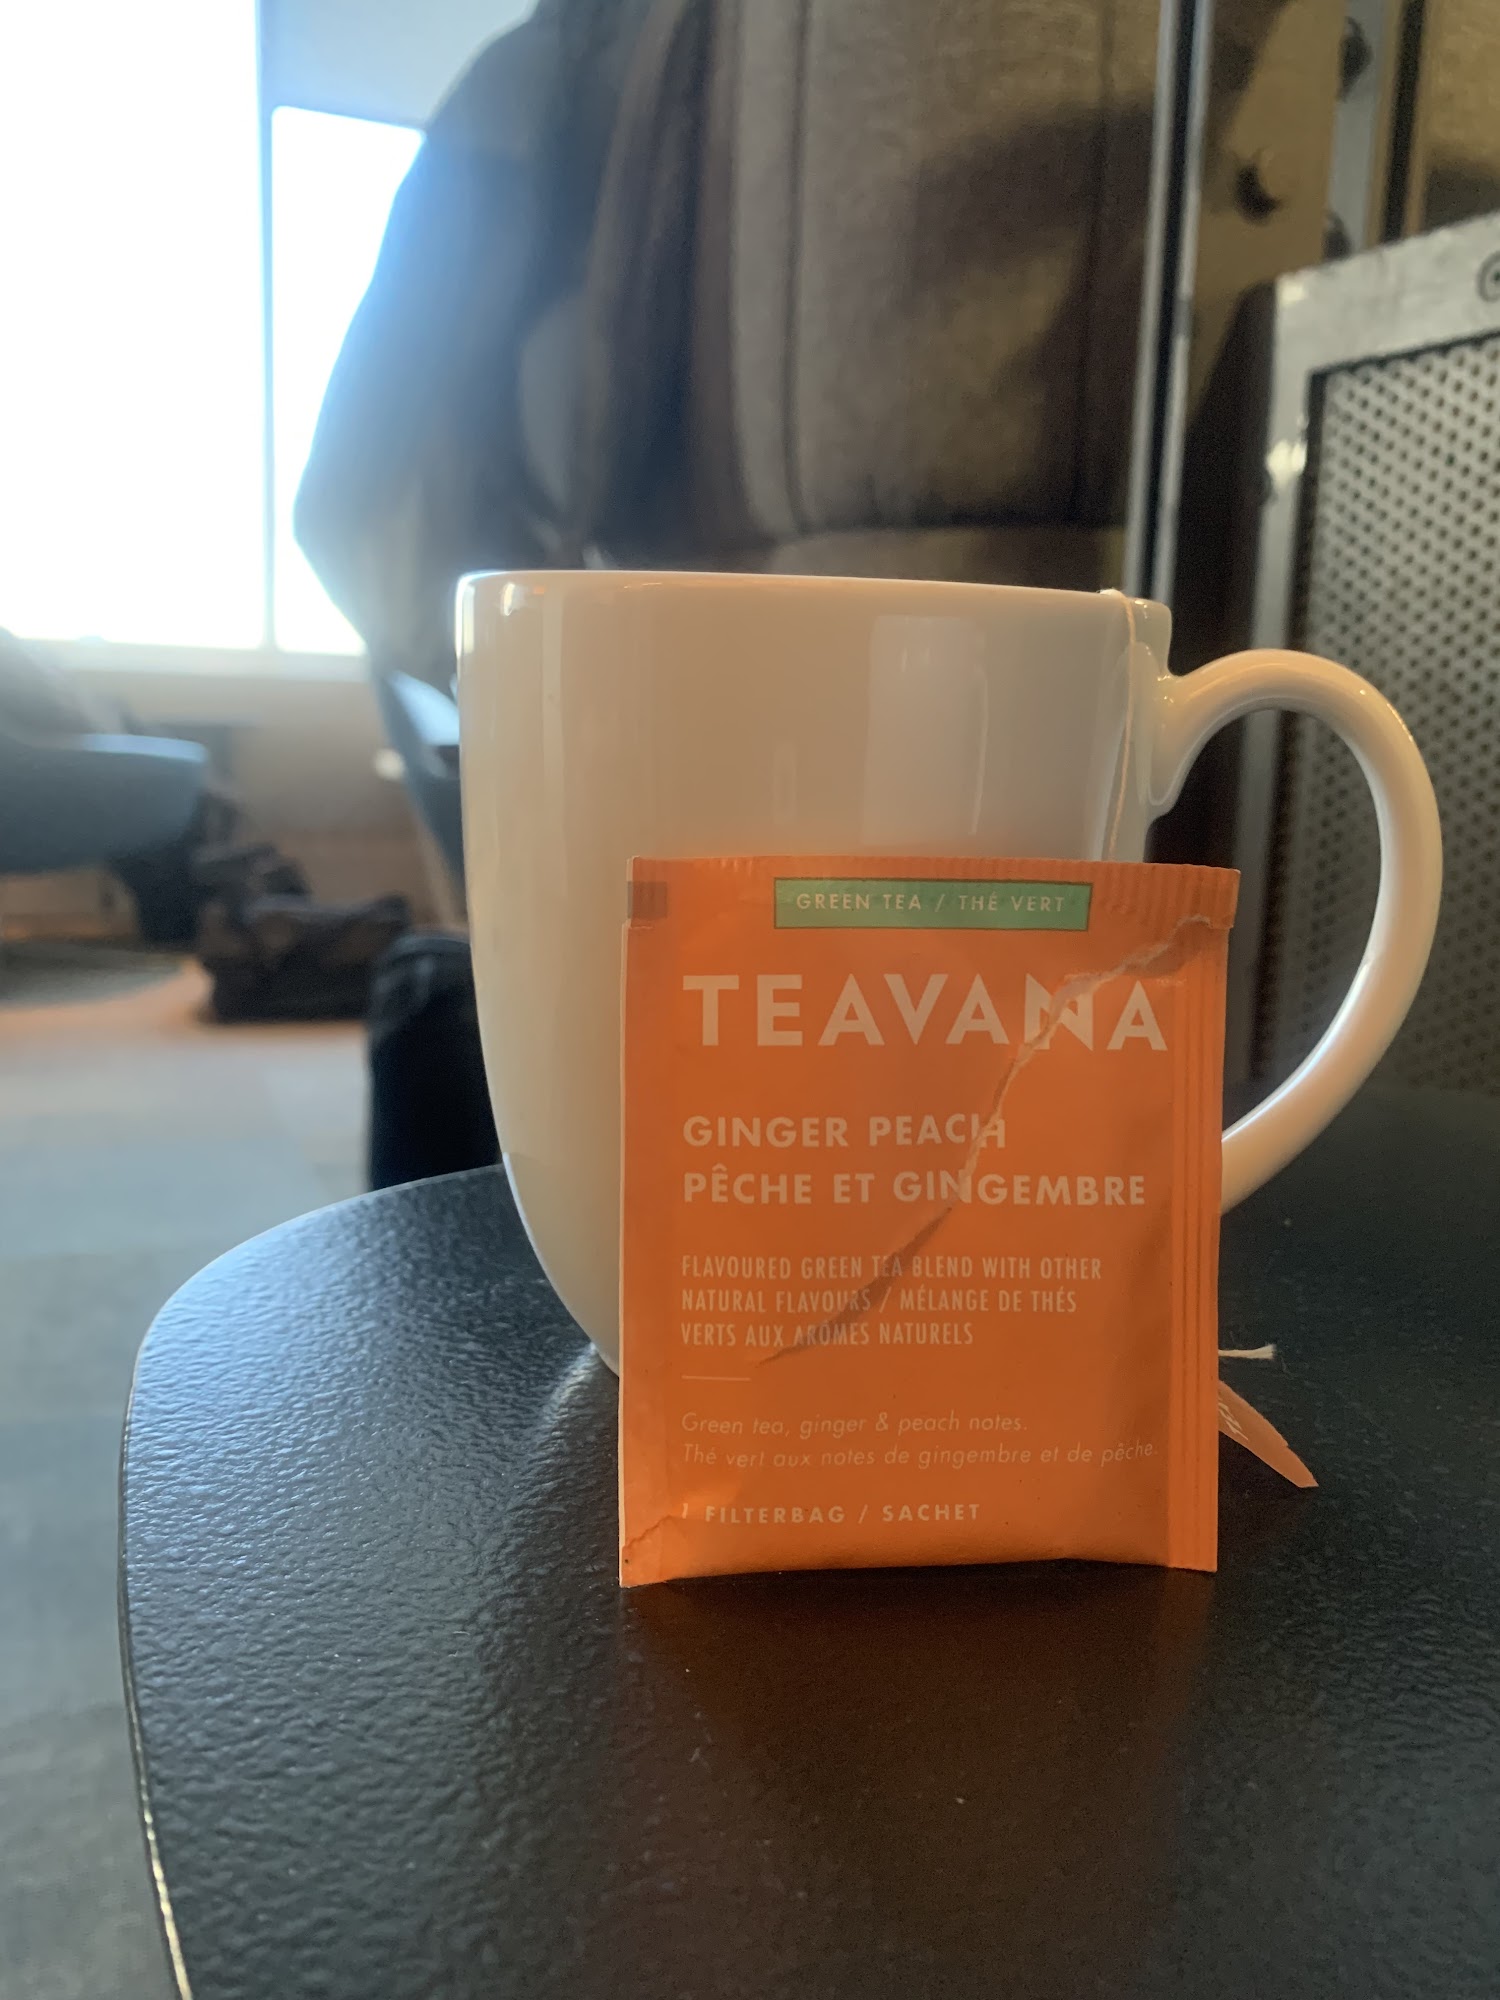 GREEN TEA / THÉ VERT
TEAVANA
GINGER PEACH
PÊCHE ET GINGEMBRE
FLAVOURED GREEN TEA BLEND WITH OTHER
NATURAL FLAVOURS / MÉLANGE DE THÉS
VERTS AUX ARÔMES NATURELS
Green tea, ginger & peach notes.
Thé vert aux notes de gingembre et de pêche.
1 FILTERBAG / SACHET